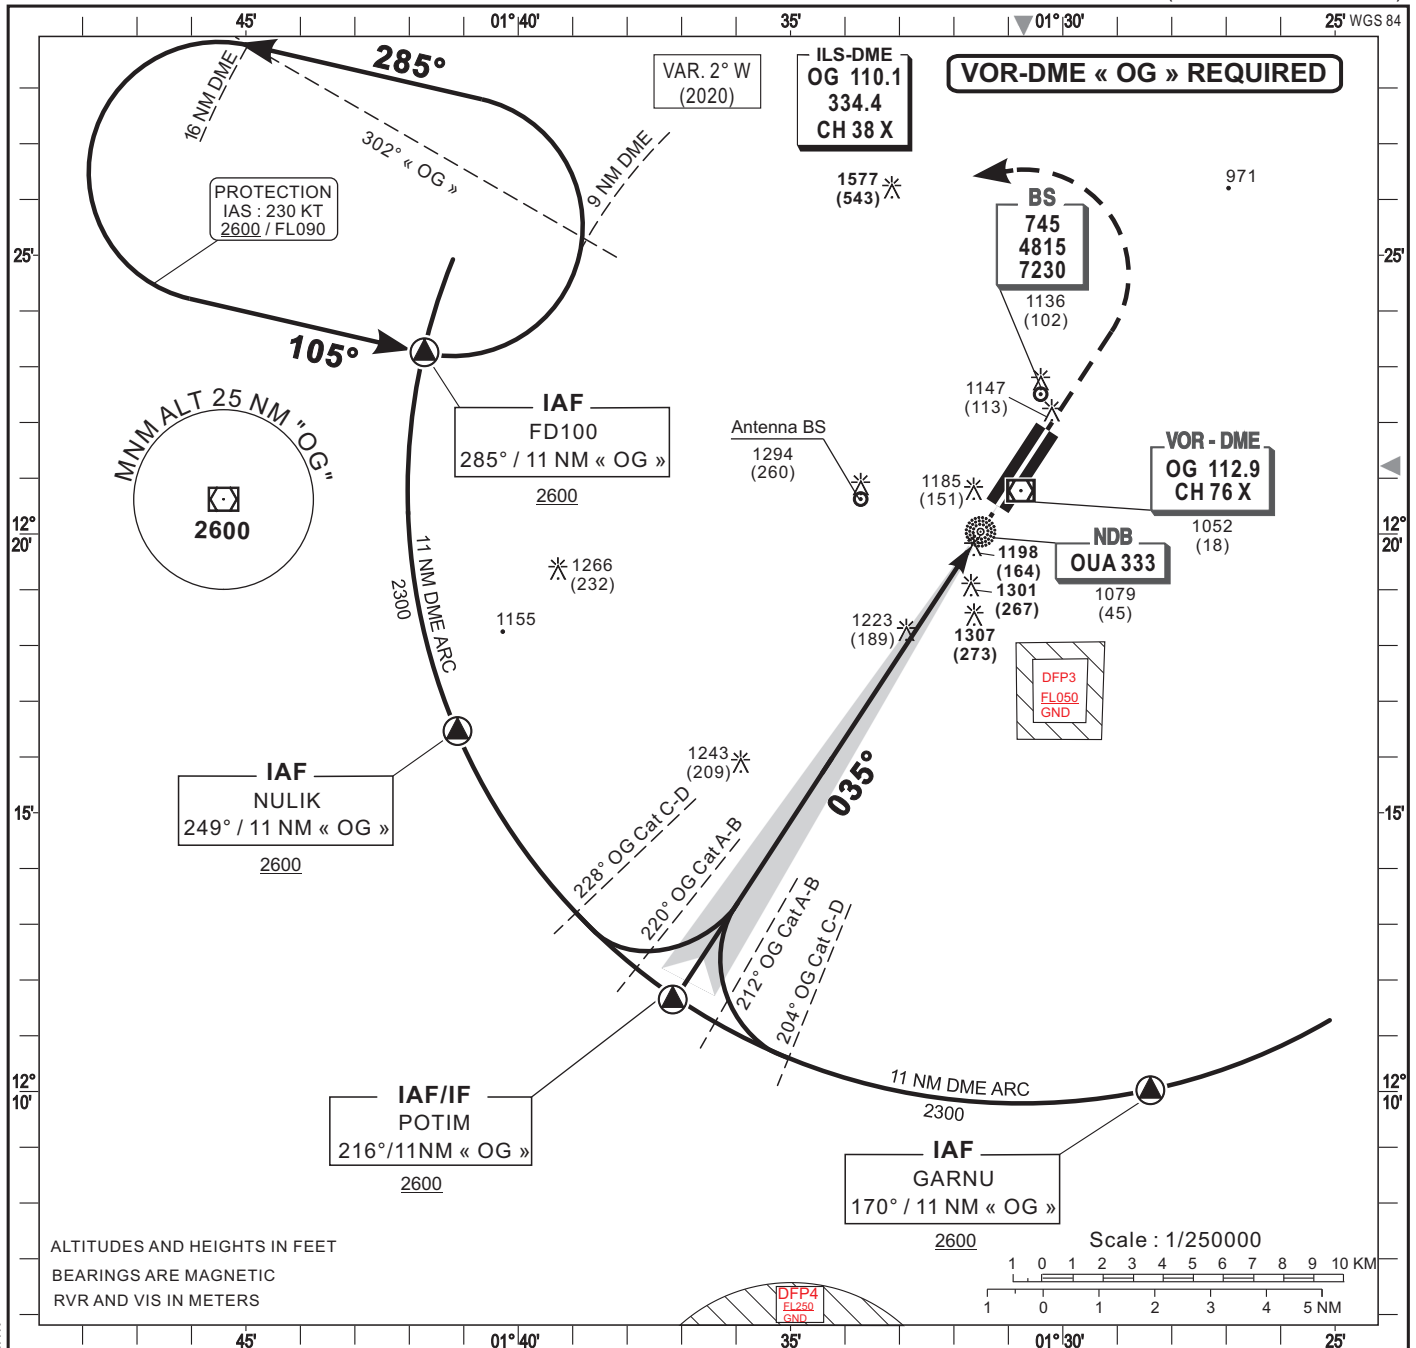 45'
01° 40'
35'
01° 30'
25' WGS 84
285°
16 NM DME
302° « OG »
9 NM DME
VAR. 2° W
(2020)
ILS-DME
OG 110.1
334.4
CH 38 X
VOR-DME « OG » REQUIRED
1577
(543)
971
PROTECTION
IAS : 230 KT
2600 / FL090
BS
745
4815
7230
1136
(102)
25'
25'
105°
IAF
FD100
285° / 11 NM « OG »
2600
MNM ALT 25 NM "OG"
2600
1147
(113)
Antenna BS
1294
(260)
1185
(151)
VOR - DME
OG 112.9
CH 76 X
1052
(18)
12°
20'
12°
20'
NDB
OUA 333
1079
(45)
1198
(164)
1301
(267)
1307
(273)
1223
(189)
1266
(232)
1155
11 NM DME ARC
2300
DFP3
FL050
GND
IAF
NULIK
249° / 11 NM « OG »
2600
1243
(209)
035°
15'
15'
228° OG Cat C-D
220° OG Cat A-B
212° OG Cat A-B
204° OG Cat C-D
11 NM DME ARC
2300
12°
10'
12°
10'
IAF/IF
POTIM
216°/11NM « OG »
2600
IAF
GARNU
170° / 11 NM « OG »
2600
ALTITUDES AND HEIGHTS IN FEET
BEARINGS ARE MAGNETIC
RVR AND VIS IN METERS
DFP4
FL250
GND
Scale : 1/250000
1 0 1 2 3 4 5 6 7 8 9 10 KM
1 0 1 2 3 4 5 NM
45'
01° 40'
35'
01° 30'
25'